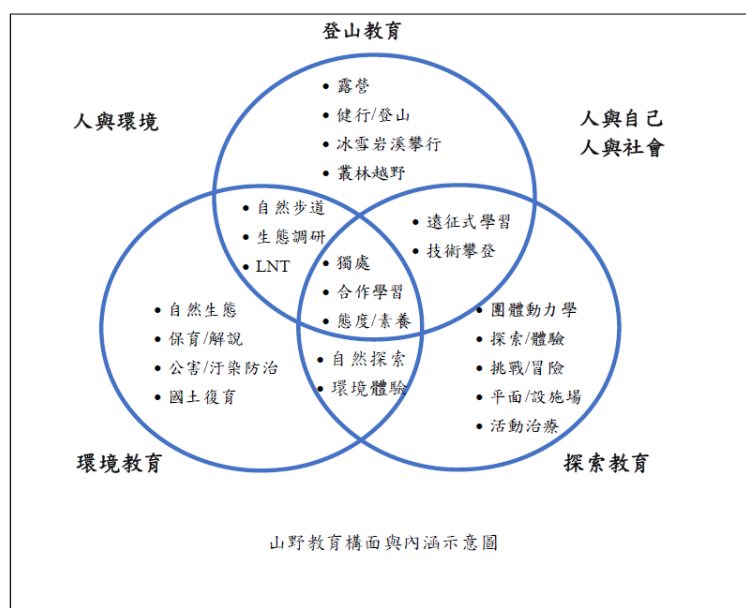 登山教育
人與環境
人與自己
人與社會
• 露營
• 健行/登山
• 冰雪岩溪攀行
• 叢林越野
• 自然步道
• 生態調研
• LNT
• 遠征式學習
• 技術攀登
• 獨處
• 合作學習
• 態度/素養
• 自然生態
• 保育/解說
• 公害/汙染防治
• 國土復育
• 自然探索
• 環境體驗
• 團體動力學
• 探索/體驗
• 挑戰/冒險
• 平面/設施場
• 活動治療
環境教育
探索教育
山野教育構面與內涵示意圖